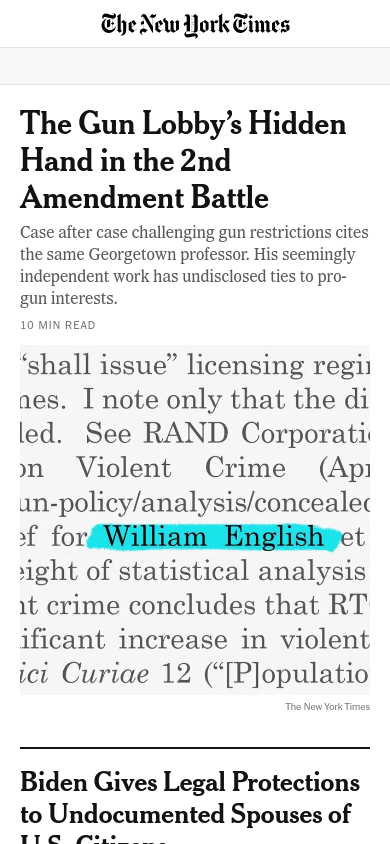 The New York Times
The Gun Lobby’s Hidden
Hand in the 2nd
Amendment Battle
Case after case challenging gun restrictions cites
the same Georgetown professor. His seemingly
independent work has undisclosed ties to pro-
gun interests.
10 MIN READ
“shall issue” licensing regi
mes. I note only that the di
led. See RAND Corporati
on Violent Crime (Apr
un-policy/analysis/concealed
ef for William English et
eight of statistical analysis
nt crime concludes that RT
ificant increase in violent
ici Curiae 12 (“[P]opulatio
The New York Times
Biden Gives Legal Protections
to Undocumented Spouses of
U.S. Citizens